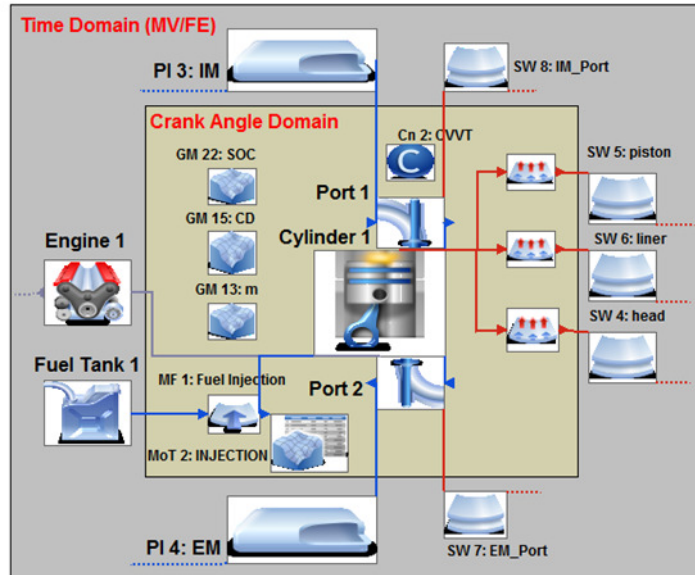 Time Domain (MV/FE)
PI 3: IM
SW 8: IM_Port
Crank Angle Domain
Cn 2: CVVT
C
GM 22: SOC
SW 5: piston
Port 1
GM 15: CD
Cylinder 1
SW 6: liner
Engine 1
GM 13: m
SW 4: head
Fuel Tank 1
MF 1: Fuel Injection
Port 2
MoT 2: INJECTION
PI 4: EM
SW 7: EM_Port